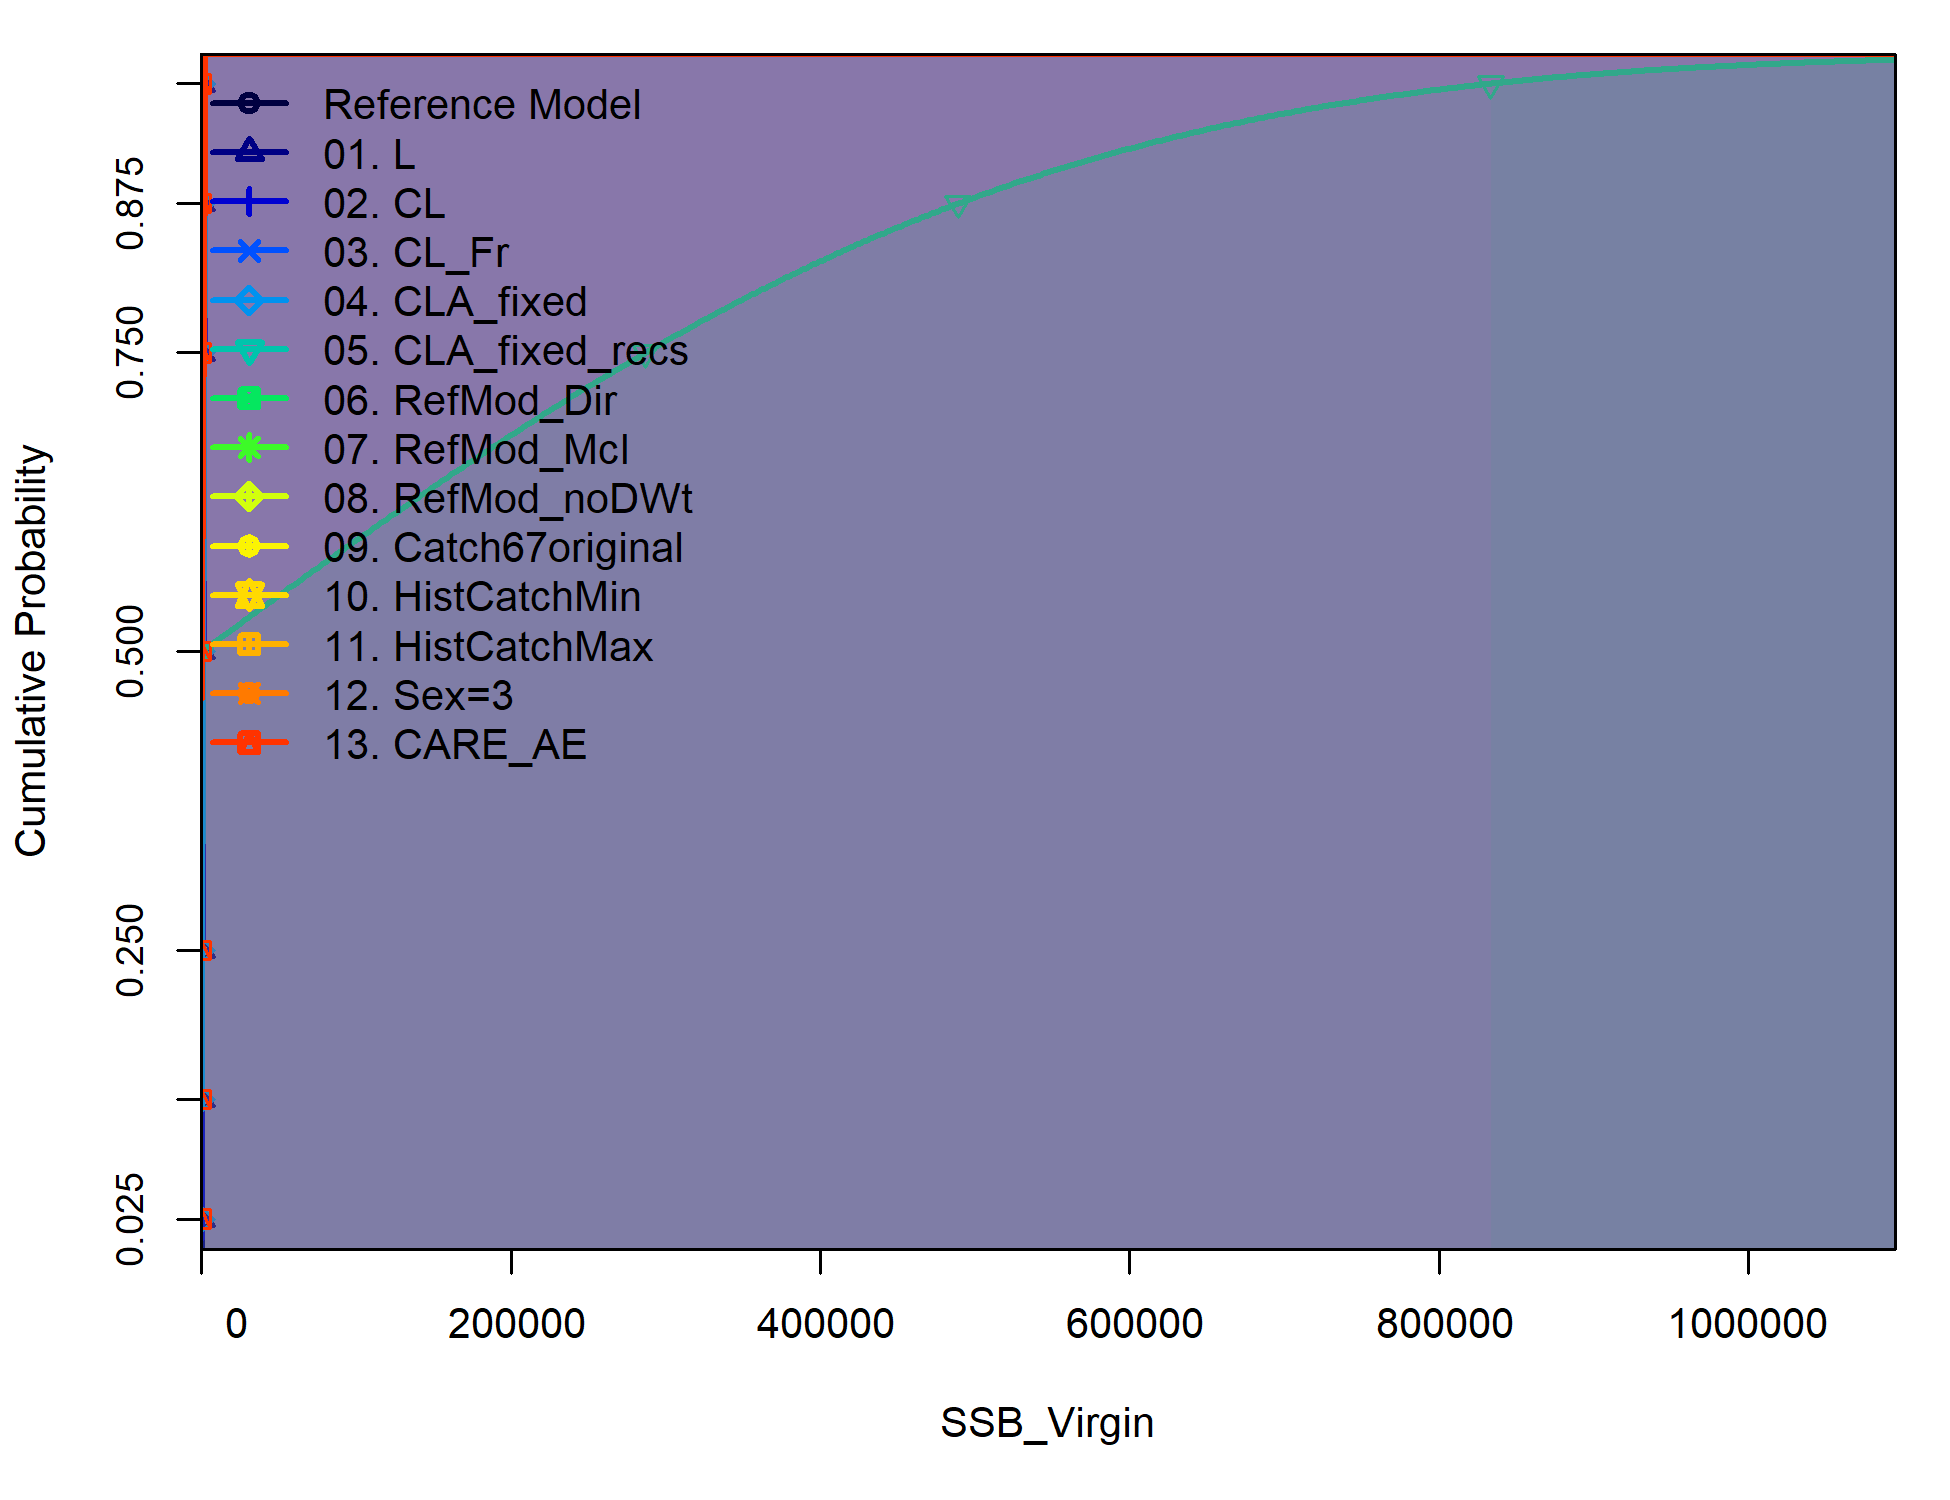 Reference Model
01. L
02. CL
03. CL_Fr
04. CLA_fixed
05. CLA_fixed_recs
06. RefMod_Dir
07. RefMod_McI
08. RefMod_noDWt
09. Catch67original
10. HistCatchMin
11. HistCatchMax
12. Sex=3
13. CARE_AE
Cumulative Probability
0.875
0.750
0.500
0.250
0.025
0 200000 400000 600000 800000 1000000
SSB_Virgin